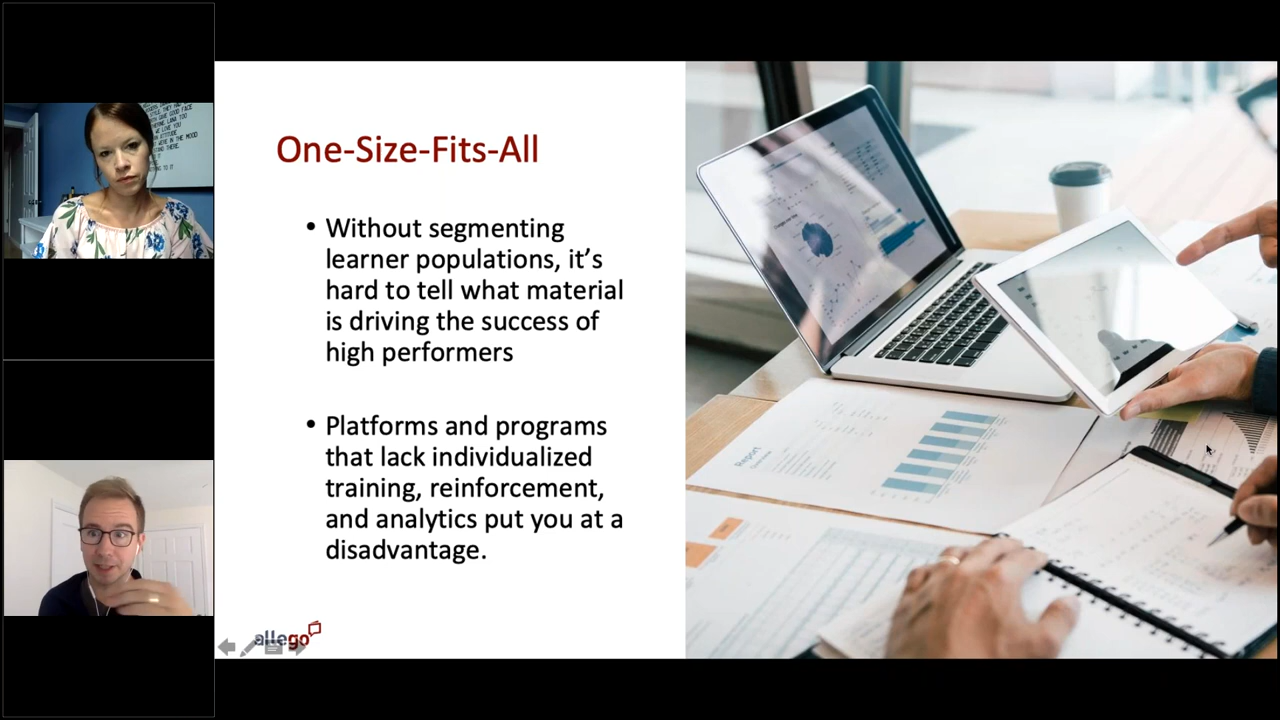 One-Size-Fits-All
• Without segmenting
learner populations, it’s
hard to tell what material
is driving the success of
high performers
• Platforms and programs
that lack individualized
training, reinforcement,
and analytics put you at a
disadvantage.
allego
Report